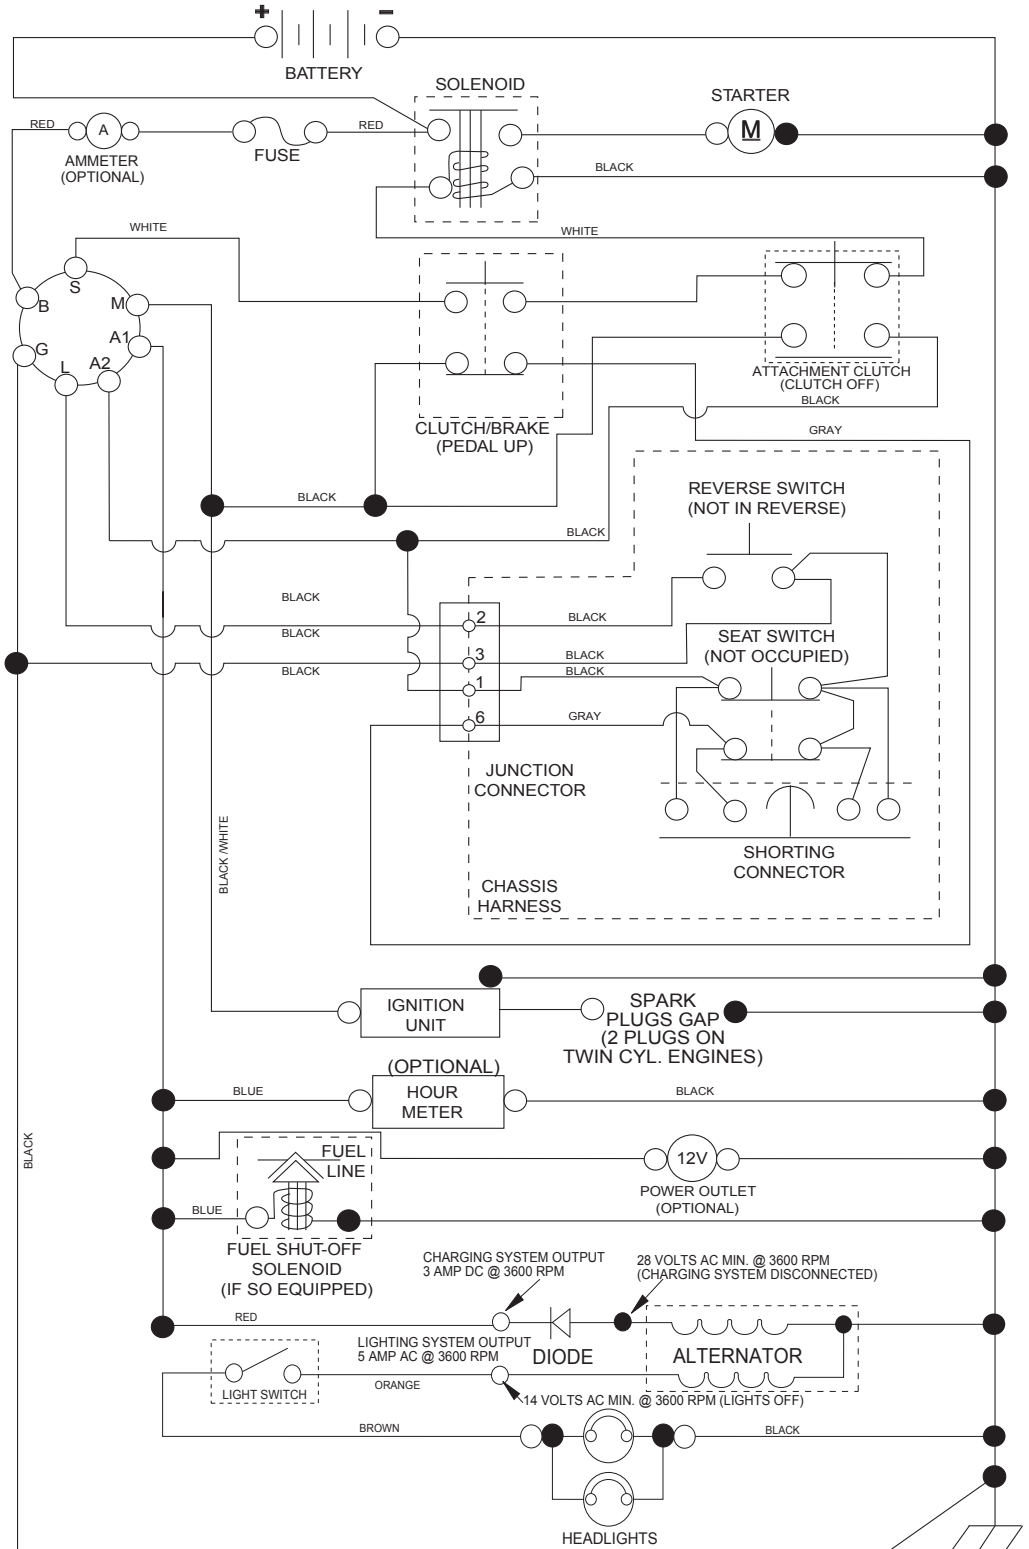 + −
BATTERY
SOLENOID
STARTER
RED
A
RED
M
FUSE
AMMETER
(OPTIONAL)
BLACK
WHITE
WHITE
S
B
M
A1
G
L
A2
ATTACHMENT CLUTCH
(CLUTCH OFF)
BLACK
CLUTCH/BRAKE
(PEDAL UP)
GRAY
REVERSE SWITCH
(NOT IN REVERSE)
BLACK
BLACK
BLACK
2
BLACK
BLACK
SEAT SWITCH
(NOT OCCUPIED)
3
BLACK
BLACK
1
BLACK
6
GRAY
JUNCTION
CONNECTOR
BLACK /WHITE
SHORTING
CONNECTOR
CHASSIS
HARNESS
IGNITION
UNIT
SPARK
PLUGS GAP
(2 PLUGS ON
TWIN CYL. ENGINES)
(OPTIONAL)
BLUE
HOUR
METER
BLACK
BLACK
FUEL
LINE
12V
POWER OUTLET
(OPTIONAL)
BLUE
FUEL SHUT-OFF
SOLENOID
(IF SO EQUIPPED)
CHARGING SYSTEM OUTPUT
3 AMP DC @ 3600 RPM
28 VOLTS AC MIN. @ 3600 RPM
(CHARGING SYSTEM DISCONNECTED)
RED
LIGHTING SYSTEM OUTPUT
5 AMP AC @ 3600 RPM
DIODE
ALTERNATOR
LIGHT SWITCH
ORANGE
14 VOLTS AC MIN. @ 3600 RPM (LIGHTS OFF)
BROWN
BLACK
HEADLIGHTS